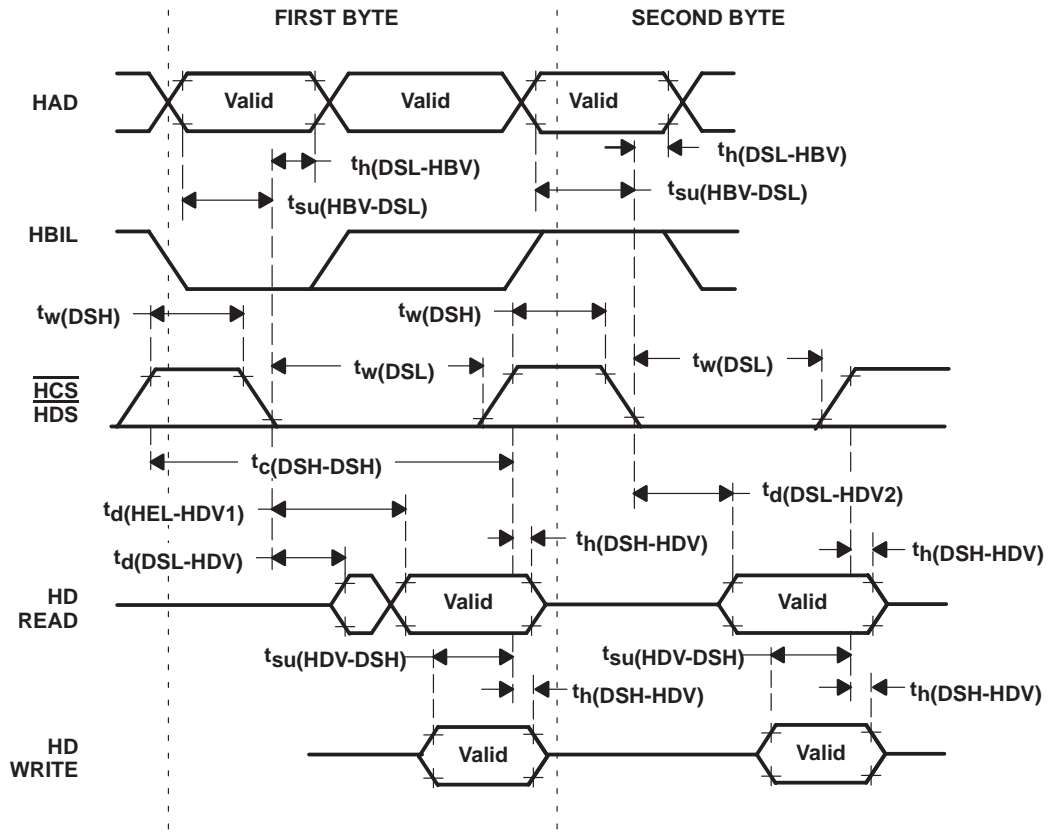 FIRST BYTE SECOND BYTE
HAD Valid Valid Valid
th(DSL-HBV) th(DSL-HBV)
tsu(HBV-DSL) tsu(HBV-DSL)
HBIL
tw(DSH) tw(DSH)
tw(DSL) tw(DSL)
HCS
HDS
tc(DSH-DSH)
td(DSL-HDV2)
td(HEL-HDV1)
th(DSH-HDV) th(DSH-HDV)
td(DSL-HDV)
HD
READ Valid Valid
tsu(HDV-DSH) tsu(HDV-DSH)
th(DSH-HDV) th(DSH-HDV)
HD
WRITE Valid Valid